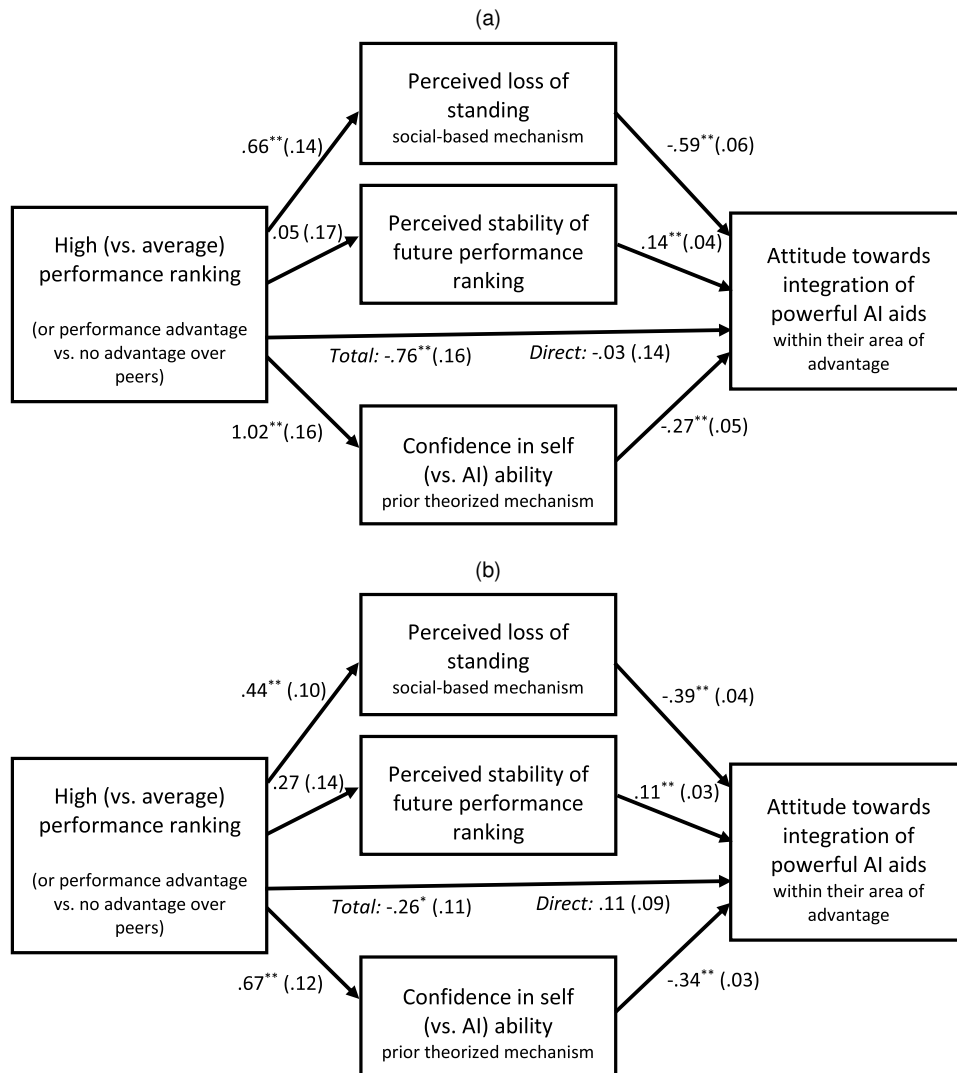 (a)
Perceived loss of
standing
social-based mechanism
.66**(.14)
-.59**(.06)
High (vs. average)
performance ranking
(or performance advantage
vs. no advantage over
peers)
.05 (.17)
Perceived stability of
future performance
ranking
.14**(.04)
Attitude towards
integration of
powerful AI aids
within their area of
advantage
Total: -.76**(.16)
Direct: -.03 (.14)
1.02**(.16)
-.27**(.05)
Confidence in self
(vs. AI) ability
prior theorized mechanism
(b)
Perceived loss of
standing
social-based mechanism
.44** (.10)
-.39** (.04)
High (vs. average)
performance ranking
(or performance advantage
vs. no advantage over
peers)
.27 (.14)
Perceived stability of
future performance
ranking
.11** (.03)
Attitude towards
integration of
powerful AI aids
within their area of
advantage
Total: -.26* (.11)
Direct: .11 (.09)
.67** (.12)
-.34** (.03)
Confidence in self
(vs. AI) ability
prior theorized mechanism